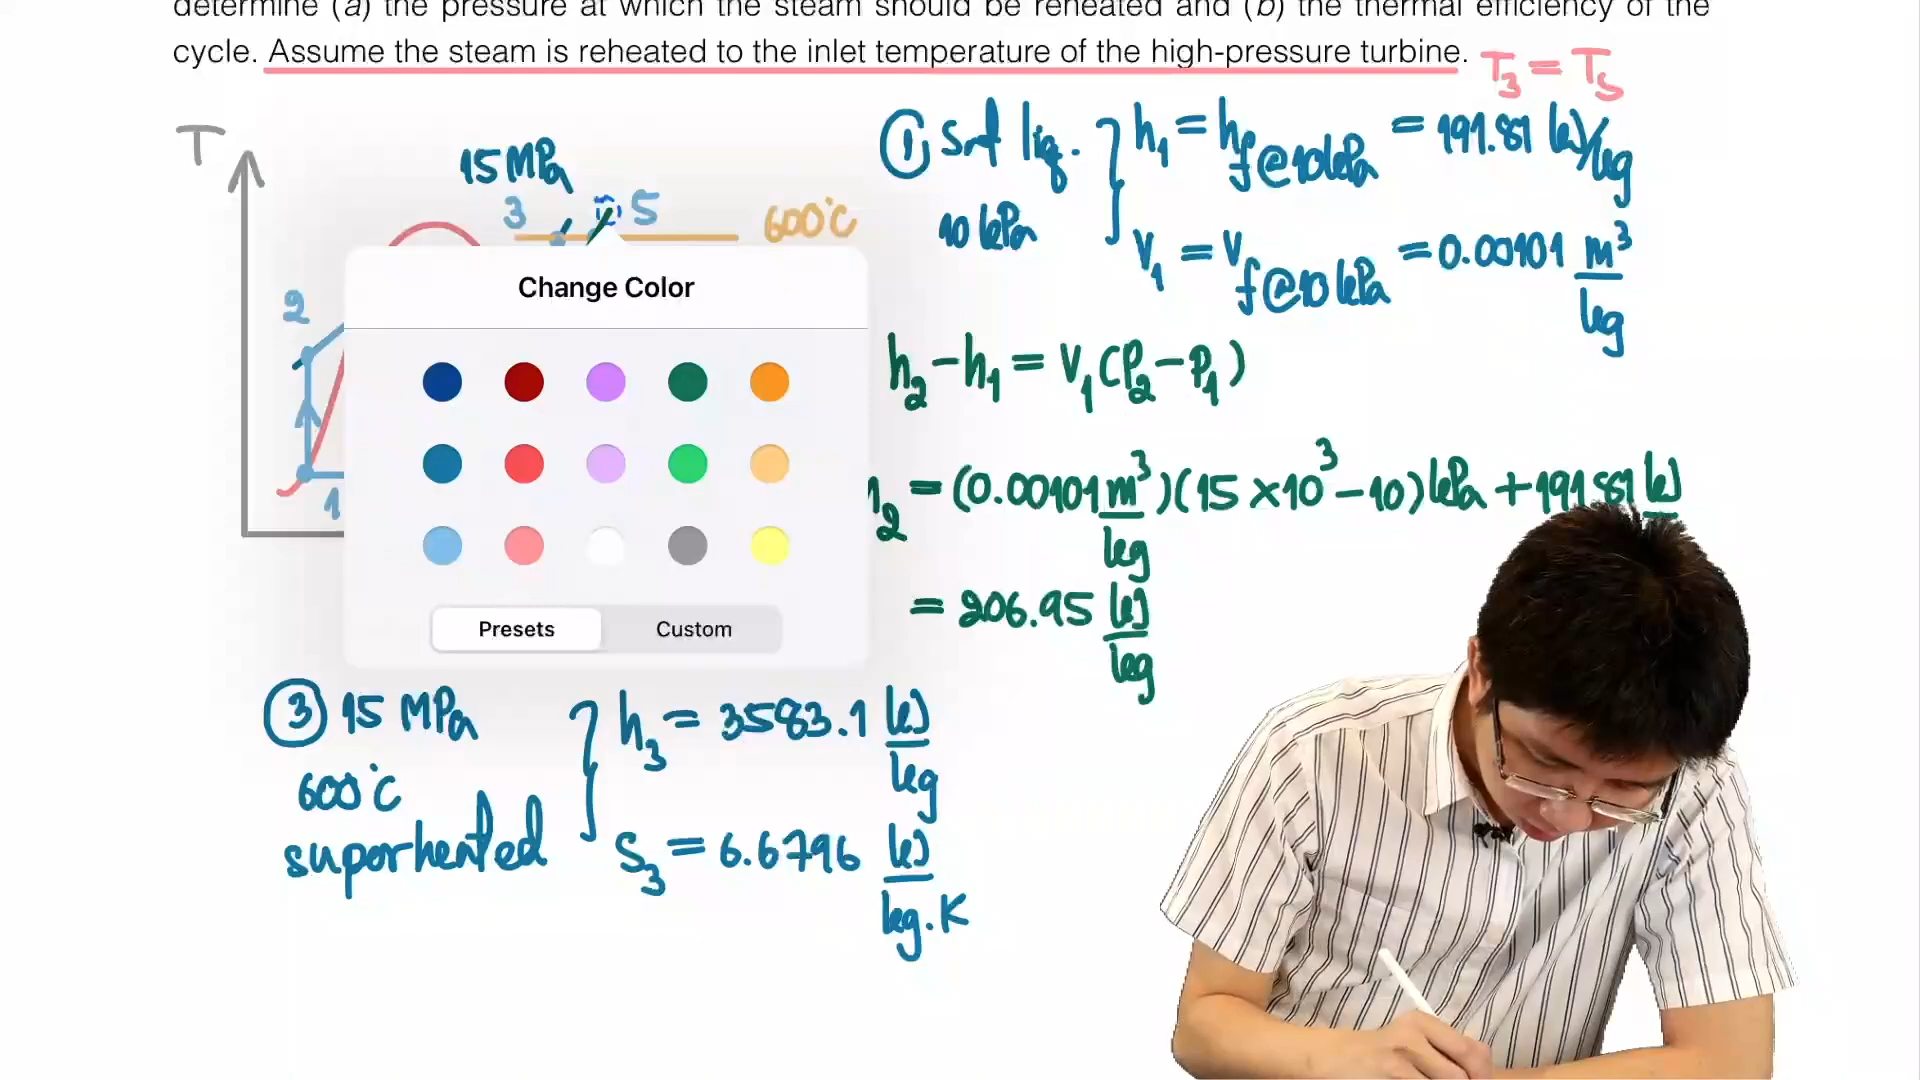 determine (a) the pressure at which the steam should be reheated and (b) the thermal efficiency of the
cycle. Assume the steam is reheated to the inlet temperature of the high-pressure turbine. T₃ = T₅
T
15 MPa
3 5 600°C
2
1
Change Color
Presets Custom
① Sat liq. } h₁ = hf@10kPa = 191.81 kJ/kg
10 kPa
v₁ = vf@10kPa = 0.00101 m³/kg
h₂ - h₁ = v₁(P₂ - P₁)
h₂ = (0.00101 m³/kg)(15 × 10³ - 10) kPa + 191.81 kJ
= 206.95 kJ/kg
③ 15 MPa } h₃ = 3583.1 kJ/kg
600°C
superheated
s₃ = 6.6796 kJ/kg.K